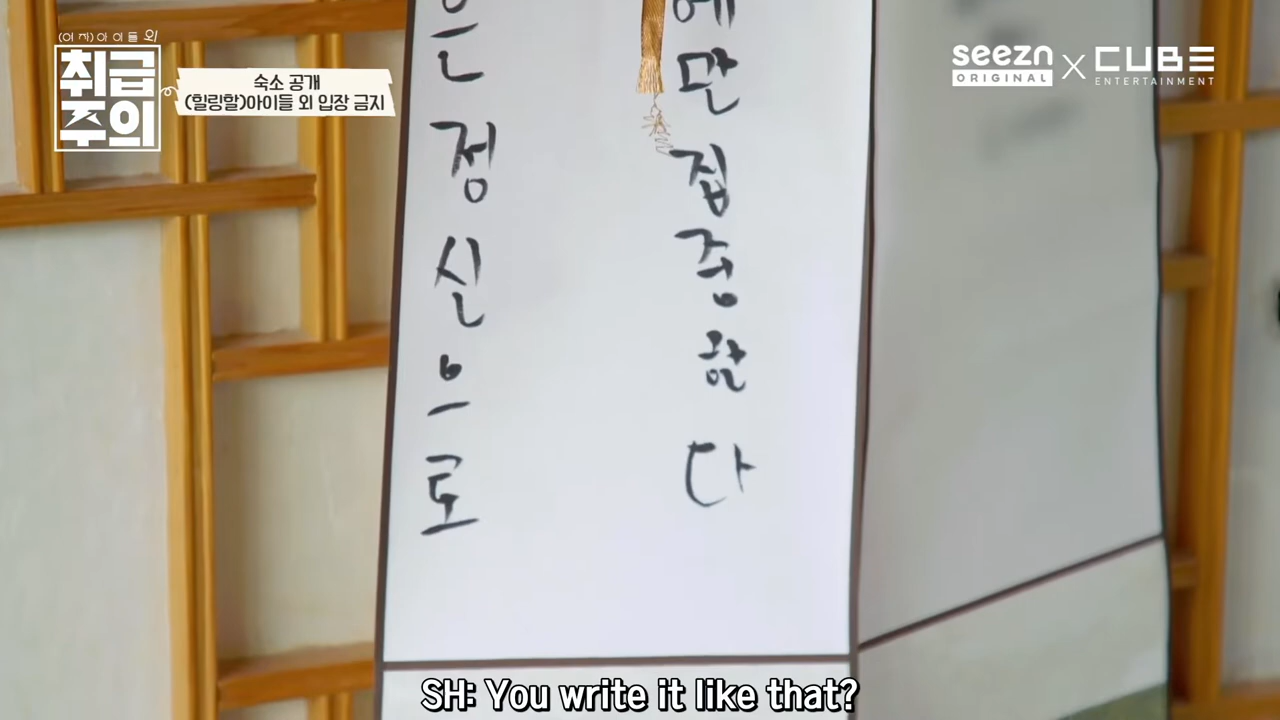 (여자)아이들 외
취급
주의
숙소 공개
(힐링할)아이들 외 입장 금지
seezn
ORIGINAL
X
CUBE
ENTERTAINMENT
에만 집중한다
은 정신으로
SH: You write it like that?